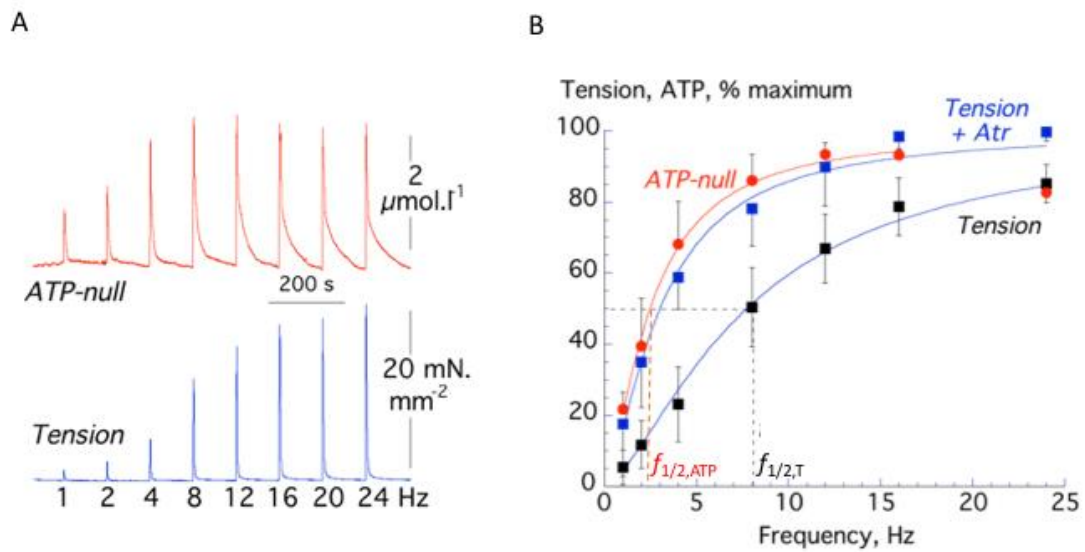 A
2
µmol.l¹
ATP-null
200 s
20 mN.
mm⁻²
Tension
1 2 4 8 12 16 20 24 Hz
B
Tension, ATP, % maximum
100
80
60
40
20
0
Tension
+ Atr
ATP-null
Tension
f1/2,ATP
f1/2,T
0 5 10 15 20 25
Frequency, Hz